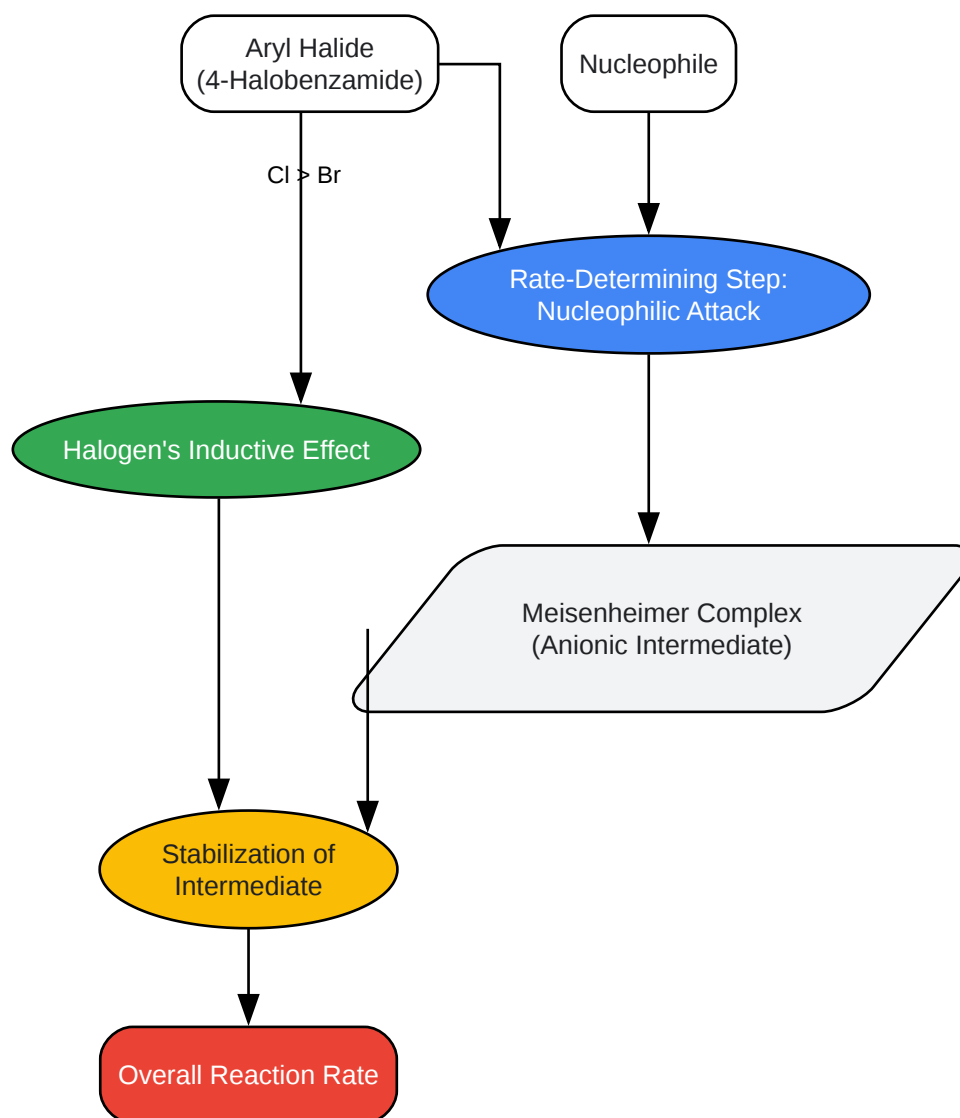 Aryl Halide
(4-Halobenzamide)
Nucleophile
Cl > Br
Rate-Determining Step:
Nucleophilic Attack
Halogen's Inductive Effect
Meisenheimer Complex
(Anionic Intermediate)
Stabilization of
Intermediate
Overall Reaction Rate